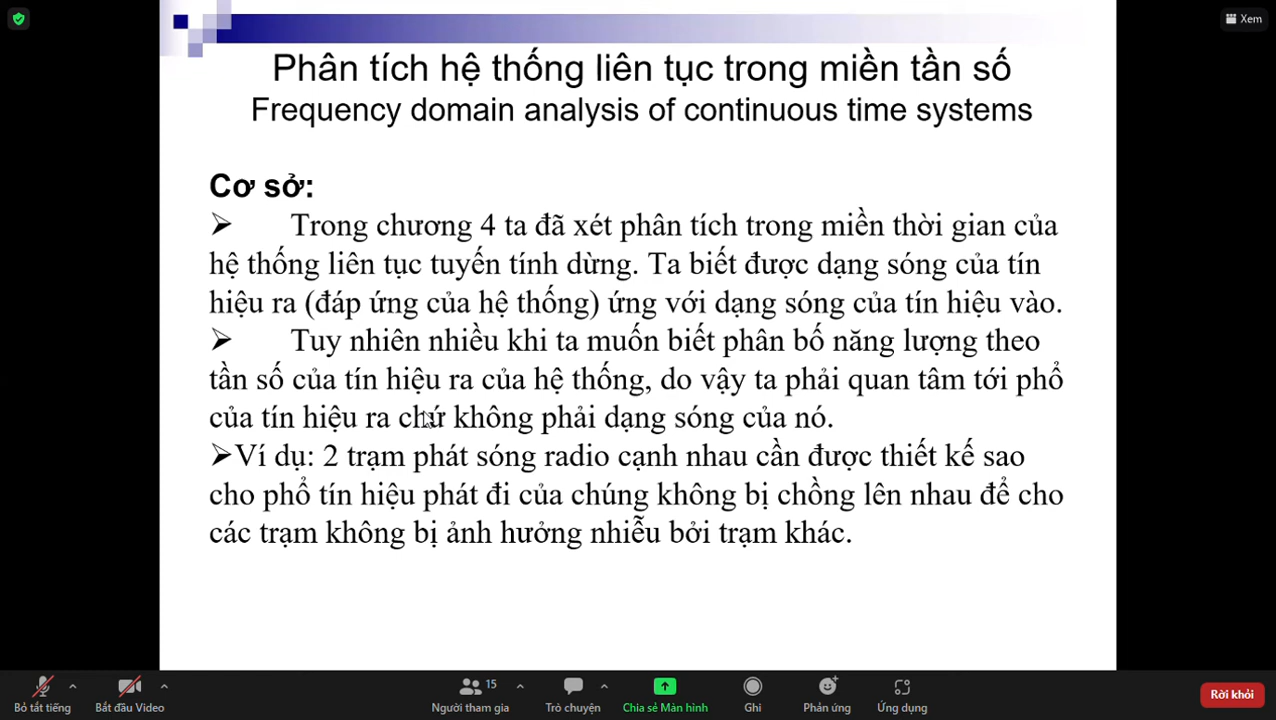 Xem
Phân tích hệ thống liên tục trong miền tần số
Frequency domain analysis of continuous time systems
Cơ sở:
➢ Trong chương 4 ta đã xét phân tích trong miền thời gian của
hệ thống liên tục tuyến tính dừng. Ta biết được dạng sóng của tín
hiệu ra (đáp ứng của hệ thống) ứng với dạng sóng của tín hiệu vào.
➢ Tuy nhiên nhiều khi ta muốn biết phân bố năng lượng theo
tần số của tín hiệu ra của hệ thống, do vậy ta phải quan tâm tới phổ
của tín hiệu ra chứ không phải dạng sóng của nó.
➢Ví dụ: 2 trạm phát sóng radio cạnh nhau cần được thiết kế sao
cho phổ tín hiệu phát đi của chúng không bị chồng lên nhau để cho
các trạm không bị ảnh hưởng nhiễu bởi trạm khác.
Bỏ tắt tiếng
Bắt đầu Video
15
Người tham gia
Trò chuyện
Chia sẻ Màn hình
Ghi
Phản ứng
Ứng dụng
Rời khỏi